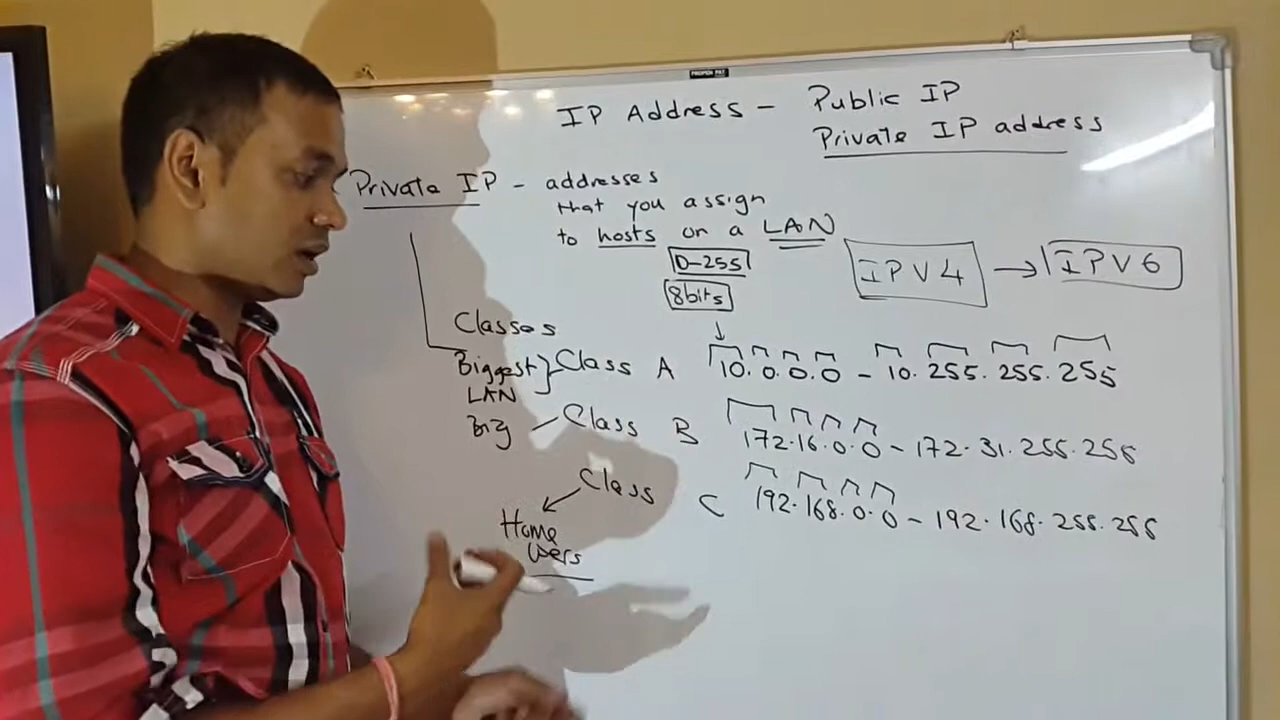 PROPEN PAT
IP Address - Public IP
Private IP address
Private IP - addresses
that you assign
to hosts on a LAN
0-255
8bits
IPV4 → IPV6
Classes
Biggest } Class A 10.0.0.0 - 10.255.255.255
LAN
Big - Class B 172.16.0.0 - 172.31.255.255
Class C 192.168.0.0 - 192.168.255.255
Home
Users